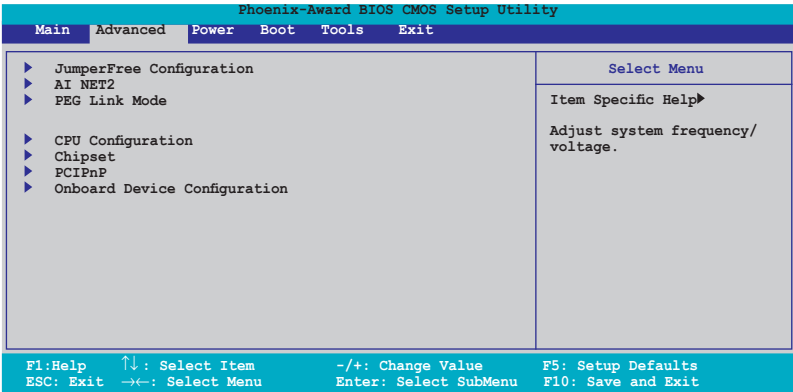 Phoenix-Award BIOS CMOS Setup Utility
Main Advanced Power Boot Tools Exit
JumperFree Configuration
AI NET2
PEG Link Mode
CPU Configuration
Chipset
PCIPnP
Onboard Device Configuration
Select Menu
Item Specific Help
Adjust system frequency/
voltage.
F1:Help ↑↓: Select Item -/+: Change Value F5: Setup Defaults
ESC: Exit →←: Select Menu Enter: Select SubMenu F10: Save and Exit